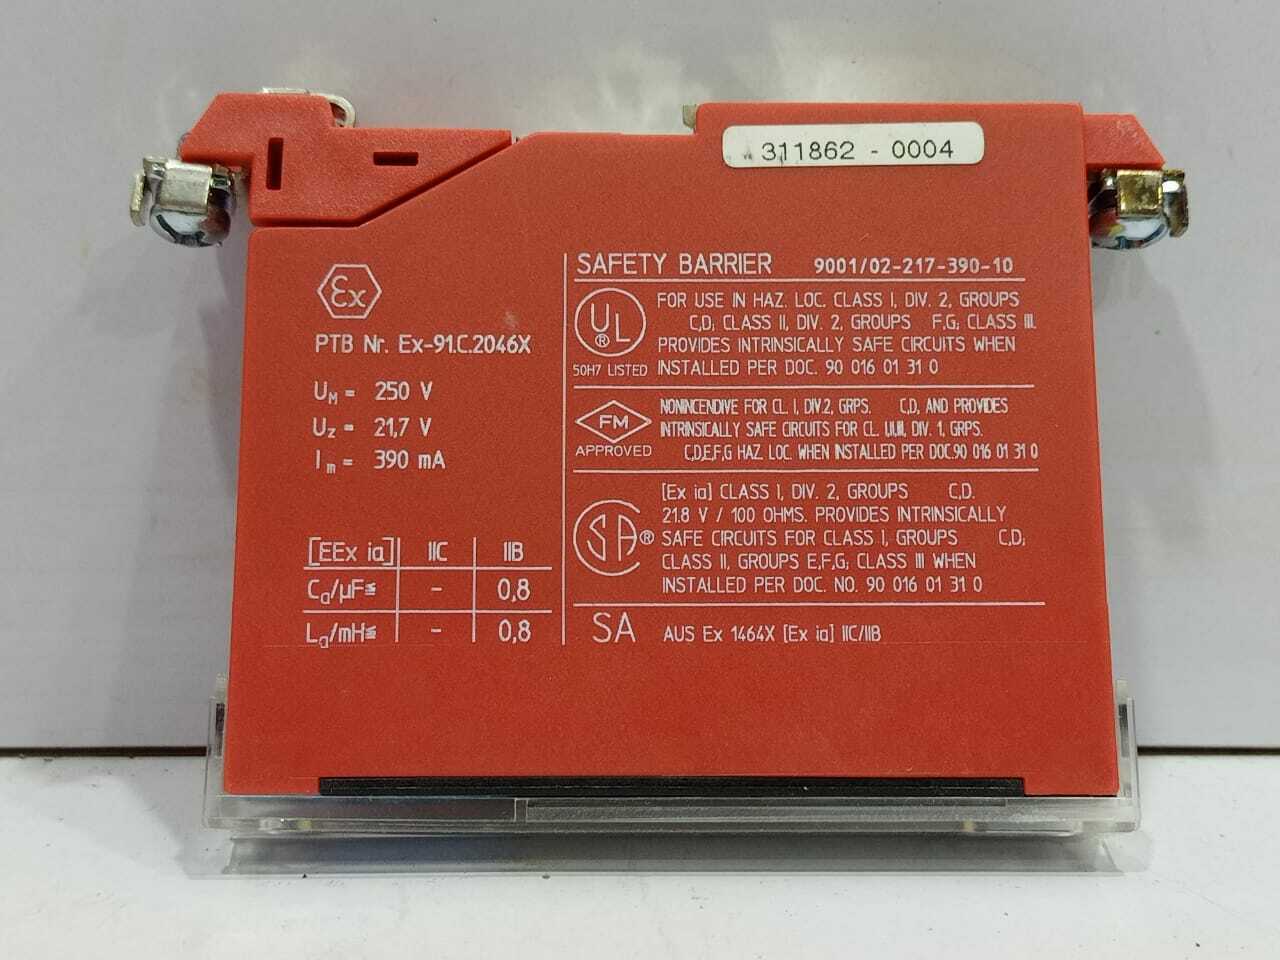 311862 - 0004
Ex
PTB Nr. Ex-91.C.2046X
UM = 250 V
Uz = 21,7 V
Im = 390 mA
[EEx ia] IIC IIB
Ca/µF≤ - 0,8
La/mH≤ - 0,8
SAFETY BARRIER 9001/02-217-390-10
UL ®
50H7 LISTED
FOR USE IN HAZ. LOC. CLASS I, DIV. 2, GROUPS
C,D; CLASS II, DIV. 2, GROUPS F,G; CLASS III.
PROVIDES INTRINSICALLY SAFE CIRCUITS WHEN
INSTALLED PER DOC. 90 016 01 31 0
FM
APPROVED
NONINCENDIVE FOR CL. I, DIV.2, GRPS. C,D, AND PROVIDES
INTRINSICALLY SAFE CIRCUITS FOR CL. I,II,III, DIV. 1, GRPS.
C,D,E,F,G HAZ. LOC. WHEN INSTALLED PER DOC.90 016 01 31 0
SA ®
[Ex ia] CLASS I, DIV. 2, GROUPS C,D.
21.8 V / 100 OHMS. PROVIDES INTRINSICALLY
SAFE CIRCUITS FOR CLASS I, GROUPS C,D;
CLASS II, GROUPS E,F,G; CLASS III WHEN
INSTALLED PER DOC. NO. 90 016 01 31 0
SA AUS Ex 1464X [Ex ia] IIC/IIB